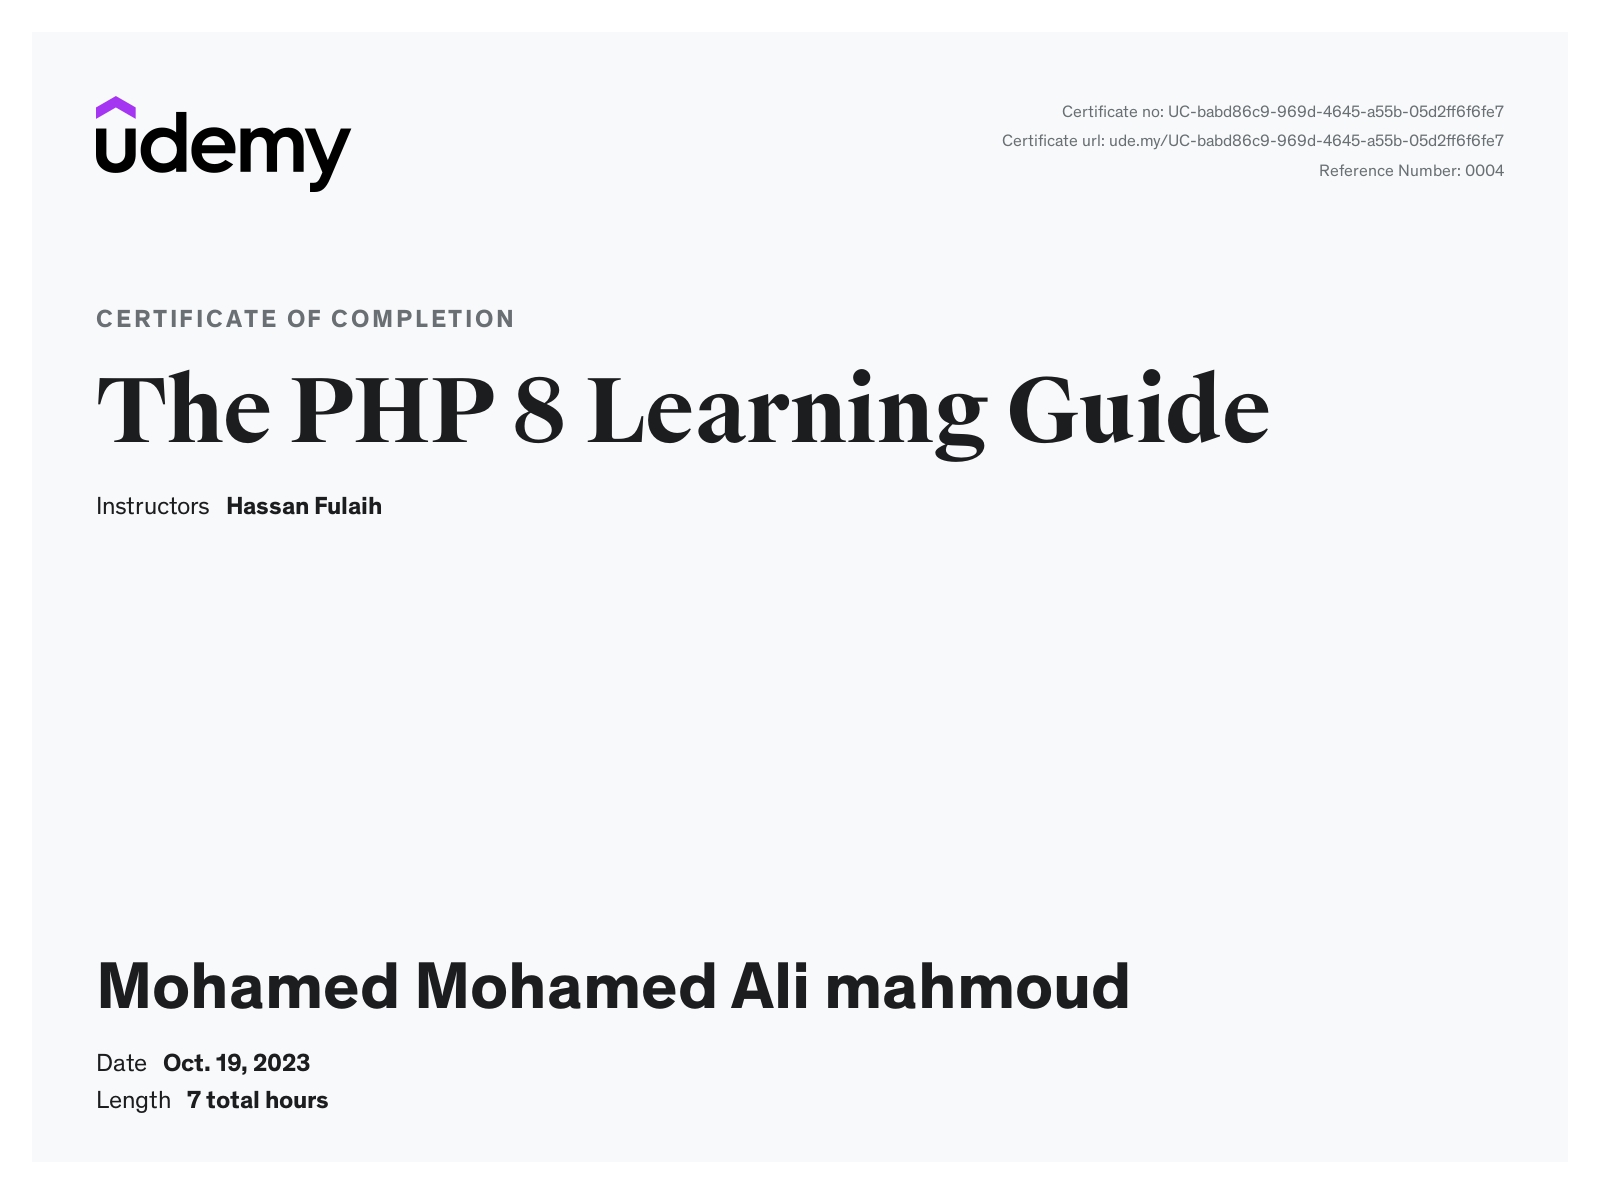 udemy
Certificate no: UC-babd86c9-969d-4645-a55b-05d2ff6f6fe7
Certificate url: ude.my/UC-babd86c9-969d-4645-a55b-05d2ff6f6fe7
Reference Number: 0004
CERTIFICATE OF COMPLETION
The PHP 8 Learning Guide
Instructors Hassan Fulaih
Mohamed Mohamed Ali mahmoud
Date Oct. 19, 2023
Length 7 total hours